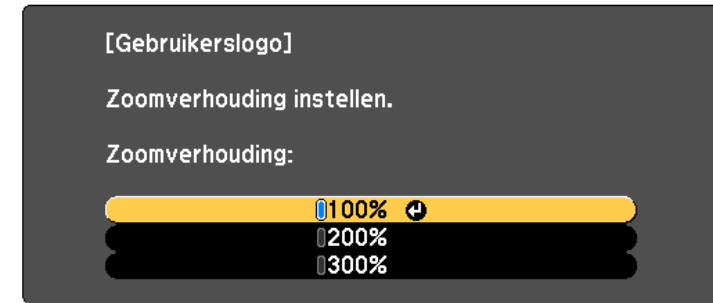 [Gebruikerslogo]
Zoomverhouding instellen.
Zoomverhouding:
100%
200%
300%